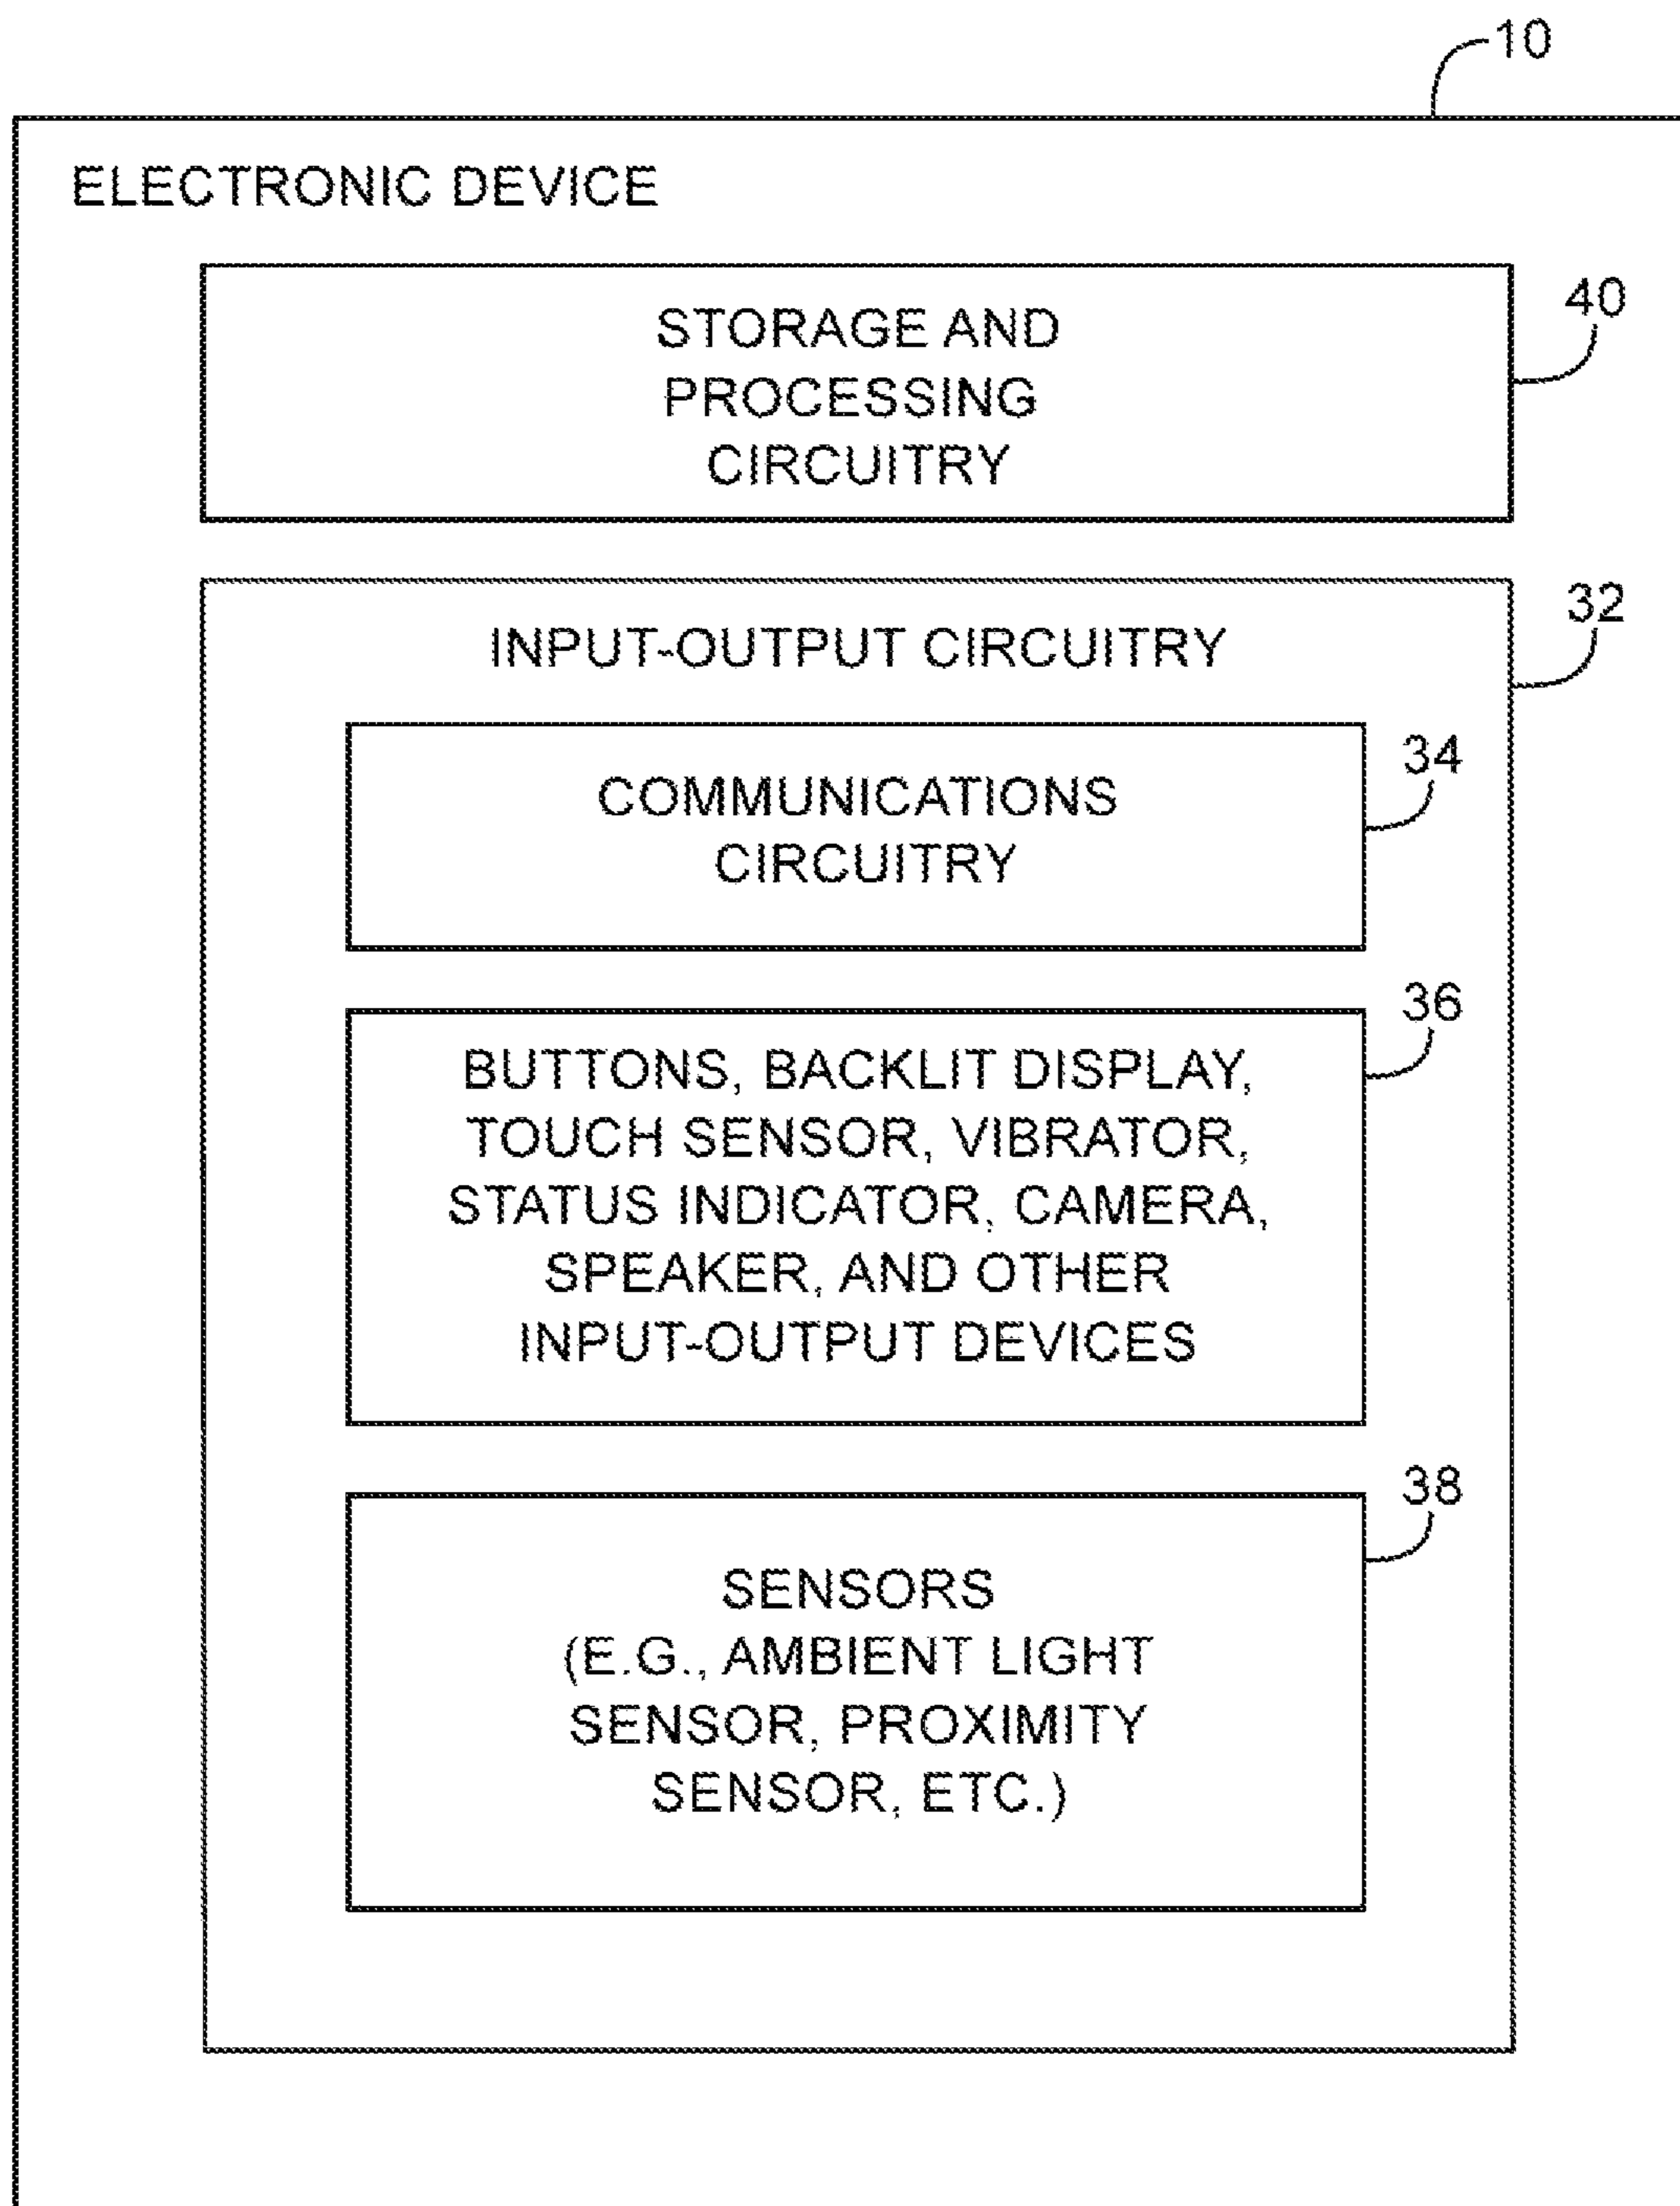 10
ELECTRONIC DEVICE
STORAGE AND
PROCESSING
CIRCUITRY
40
32
INPUT-OUTPUT CIRCUITRY
34
COMMUNICATIONS
CIRCUITRY
36
BUTTONS, BACKLIT DISPLAY,
TOUCH SENSOR, VIBRATOR,
STATUS INDICATOR, CAMERA,
SPEAKER, AND OTHER
INPUT-OUTPUT DEVICES
38
SENSORS
(E.G., AMBIENT LIGHT
SENSOR, PROXIMITY
SENSOR, ETC.)